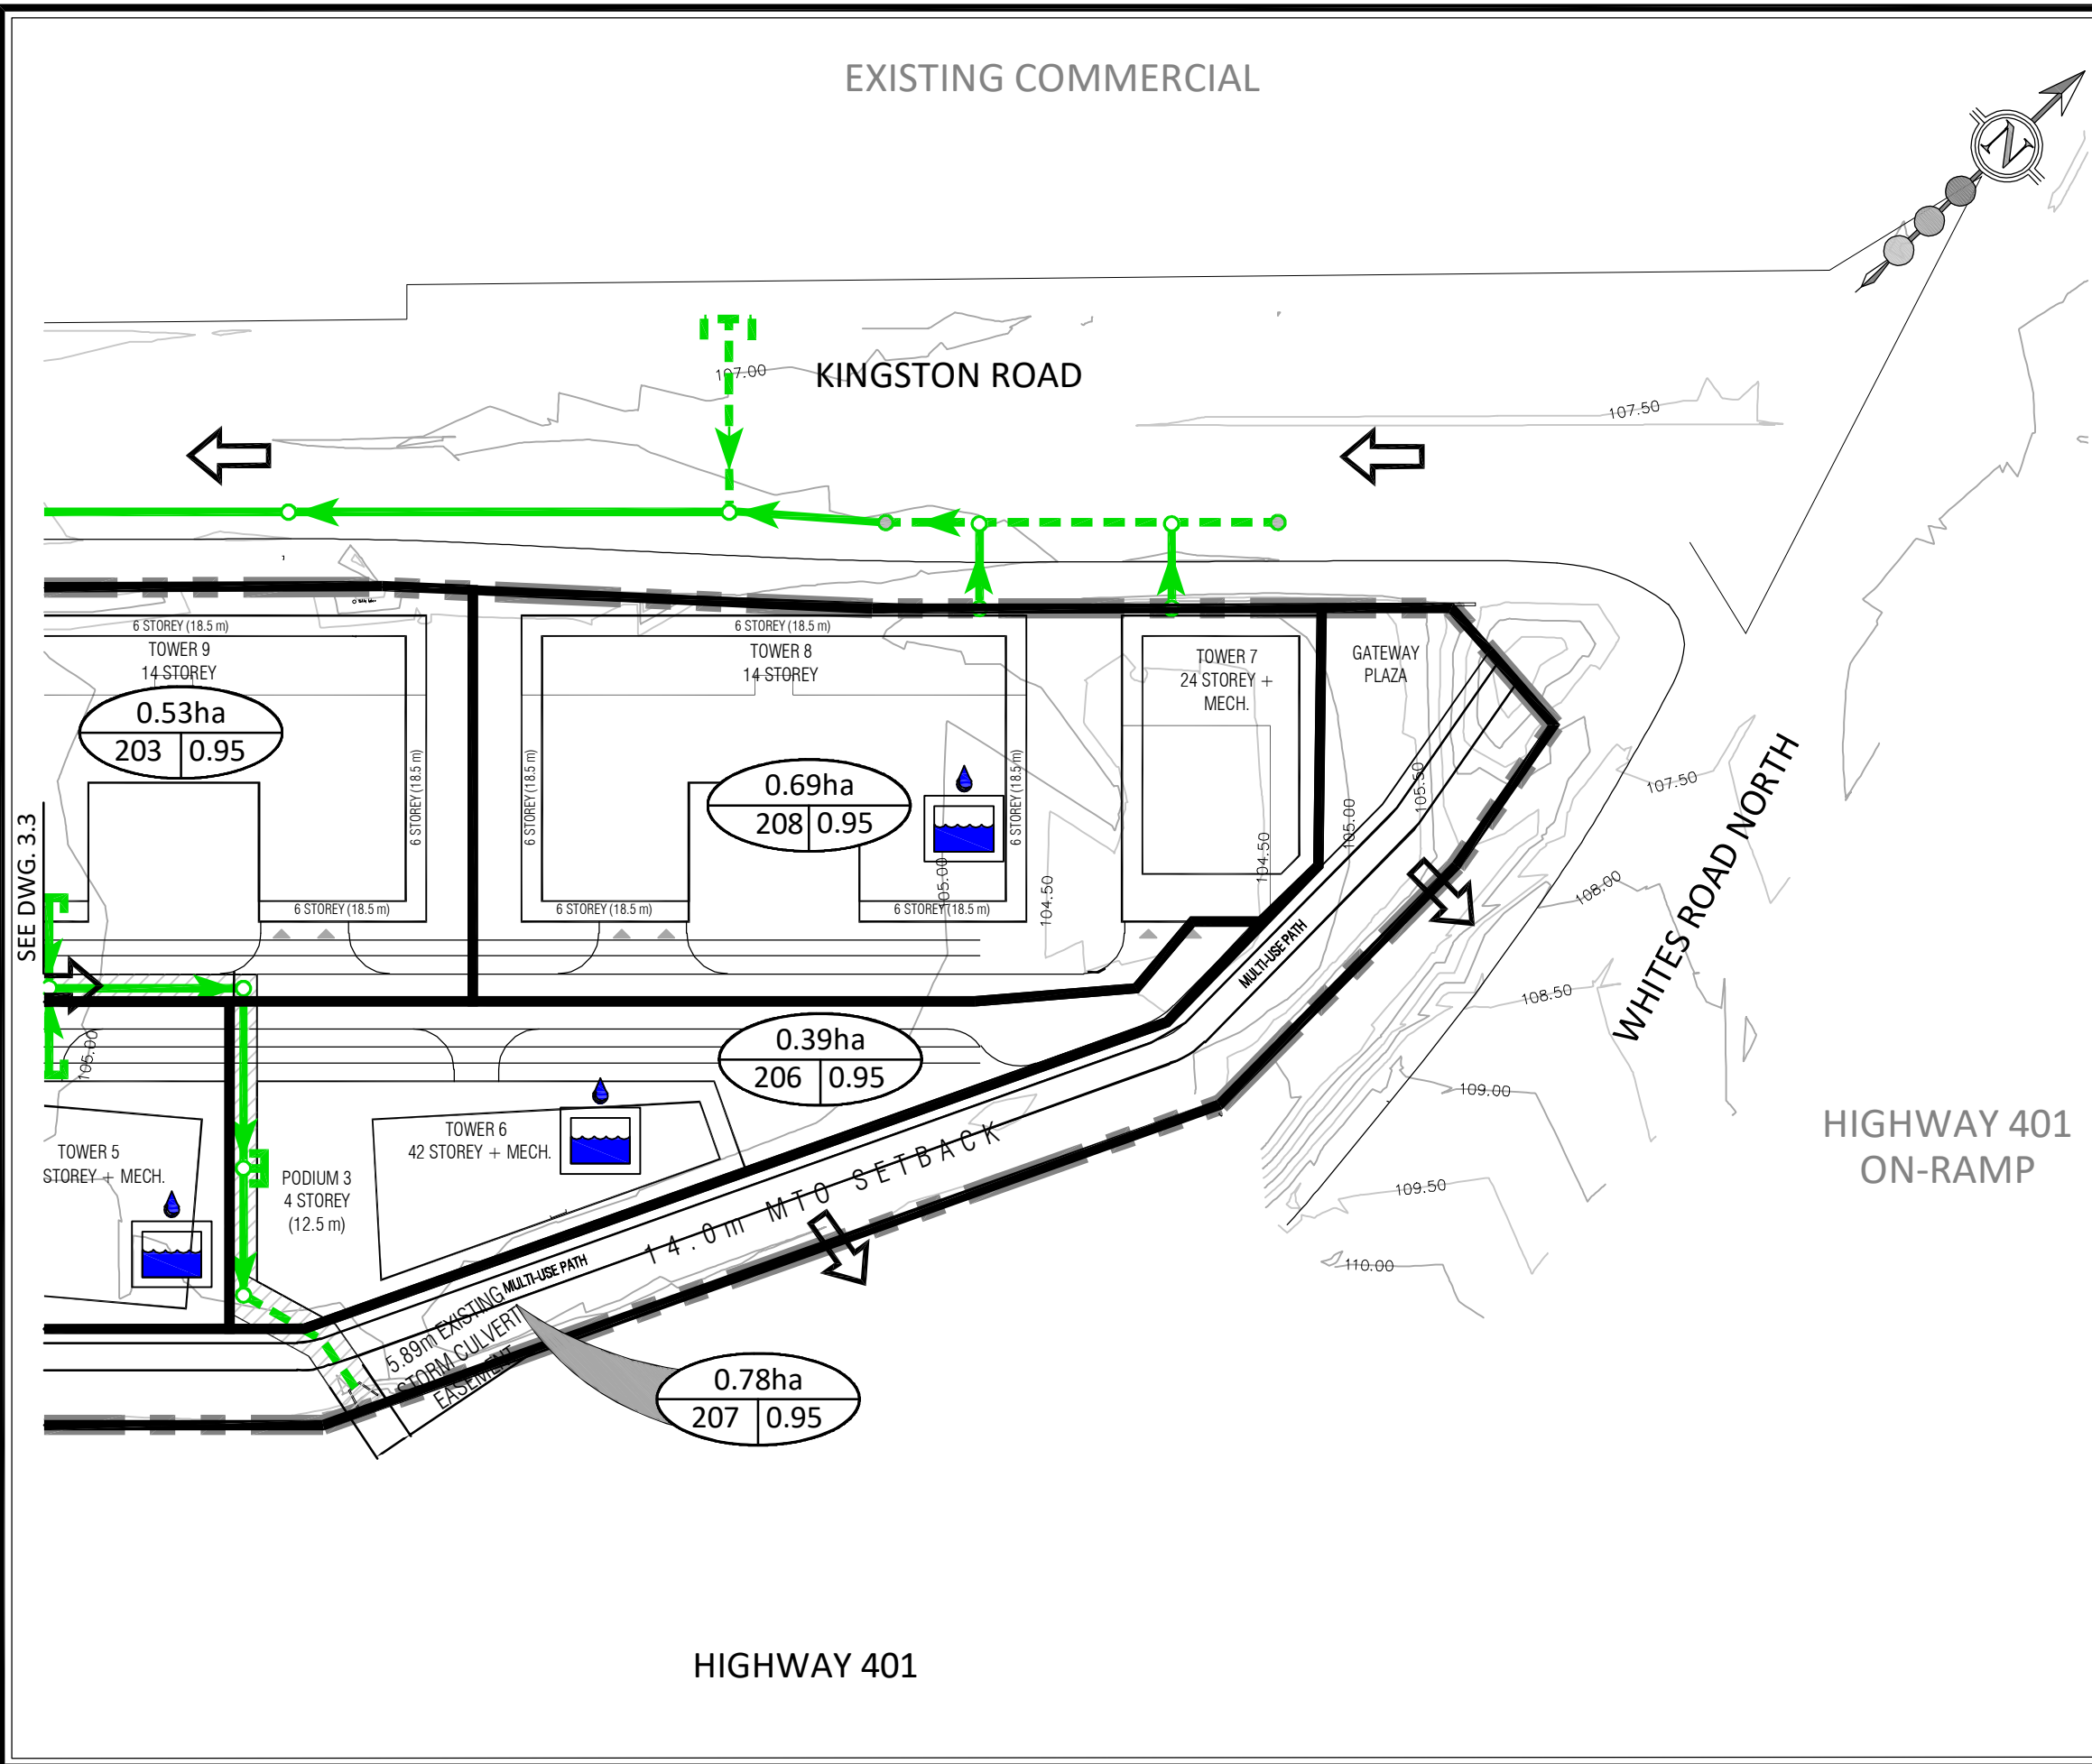 EXISTING COMMERCIAL
N
107.00
KINGSTON ROAD
107.50
6 STOREY (18.5 m)
TOWER 9
14 STOREY
0.53ha
203 0.95
6 STOREY (18.5 m)
6 STOREY (18.5 m)
6 STOREY (18.5 m)
TOWER 8
14 STOREY
6 STOREY (18.5 m)
0.69ha
208 0.95
6 STOREY (18.5 m)
6 STOREY (18.5 m)
6 STOREY (18.5 m)
105.00
104.50
TOWER 7
24 STOREY +
MECH.
104.50
GATEWAY
PLAZA
105.00
105.50
107.50
108.00
WHITES ROAD NORTH
108.50
109.00
109.50
110.00
SEE DWG. 3.3
MULTI-USE PATH
105.00
0.39ha
206 0.95
TOWER 5
STOREY + MECH.
PODIUM 3
4 STOREY
(12.5 m)
TOWER 6
42 STOREY + MECH.
14.0m MTO SETBACK
MULTI-USE PATH
5.89m EXISTING
STORM CULVERT
EASEMENT
0.78ha
207 0.95
HIGHWAY 401
ON-RAMP
HIGHWAY 401